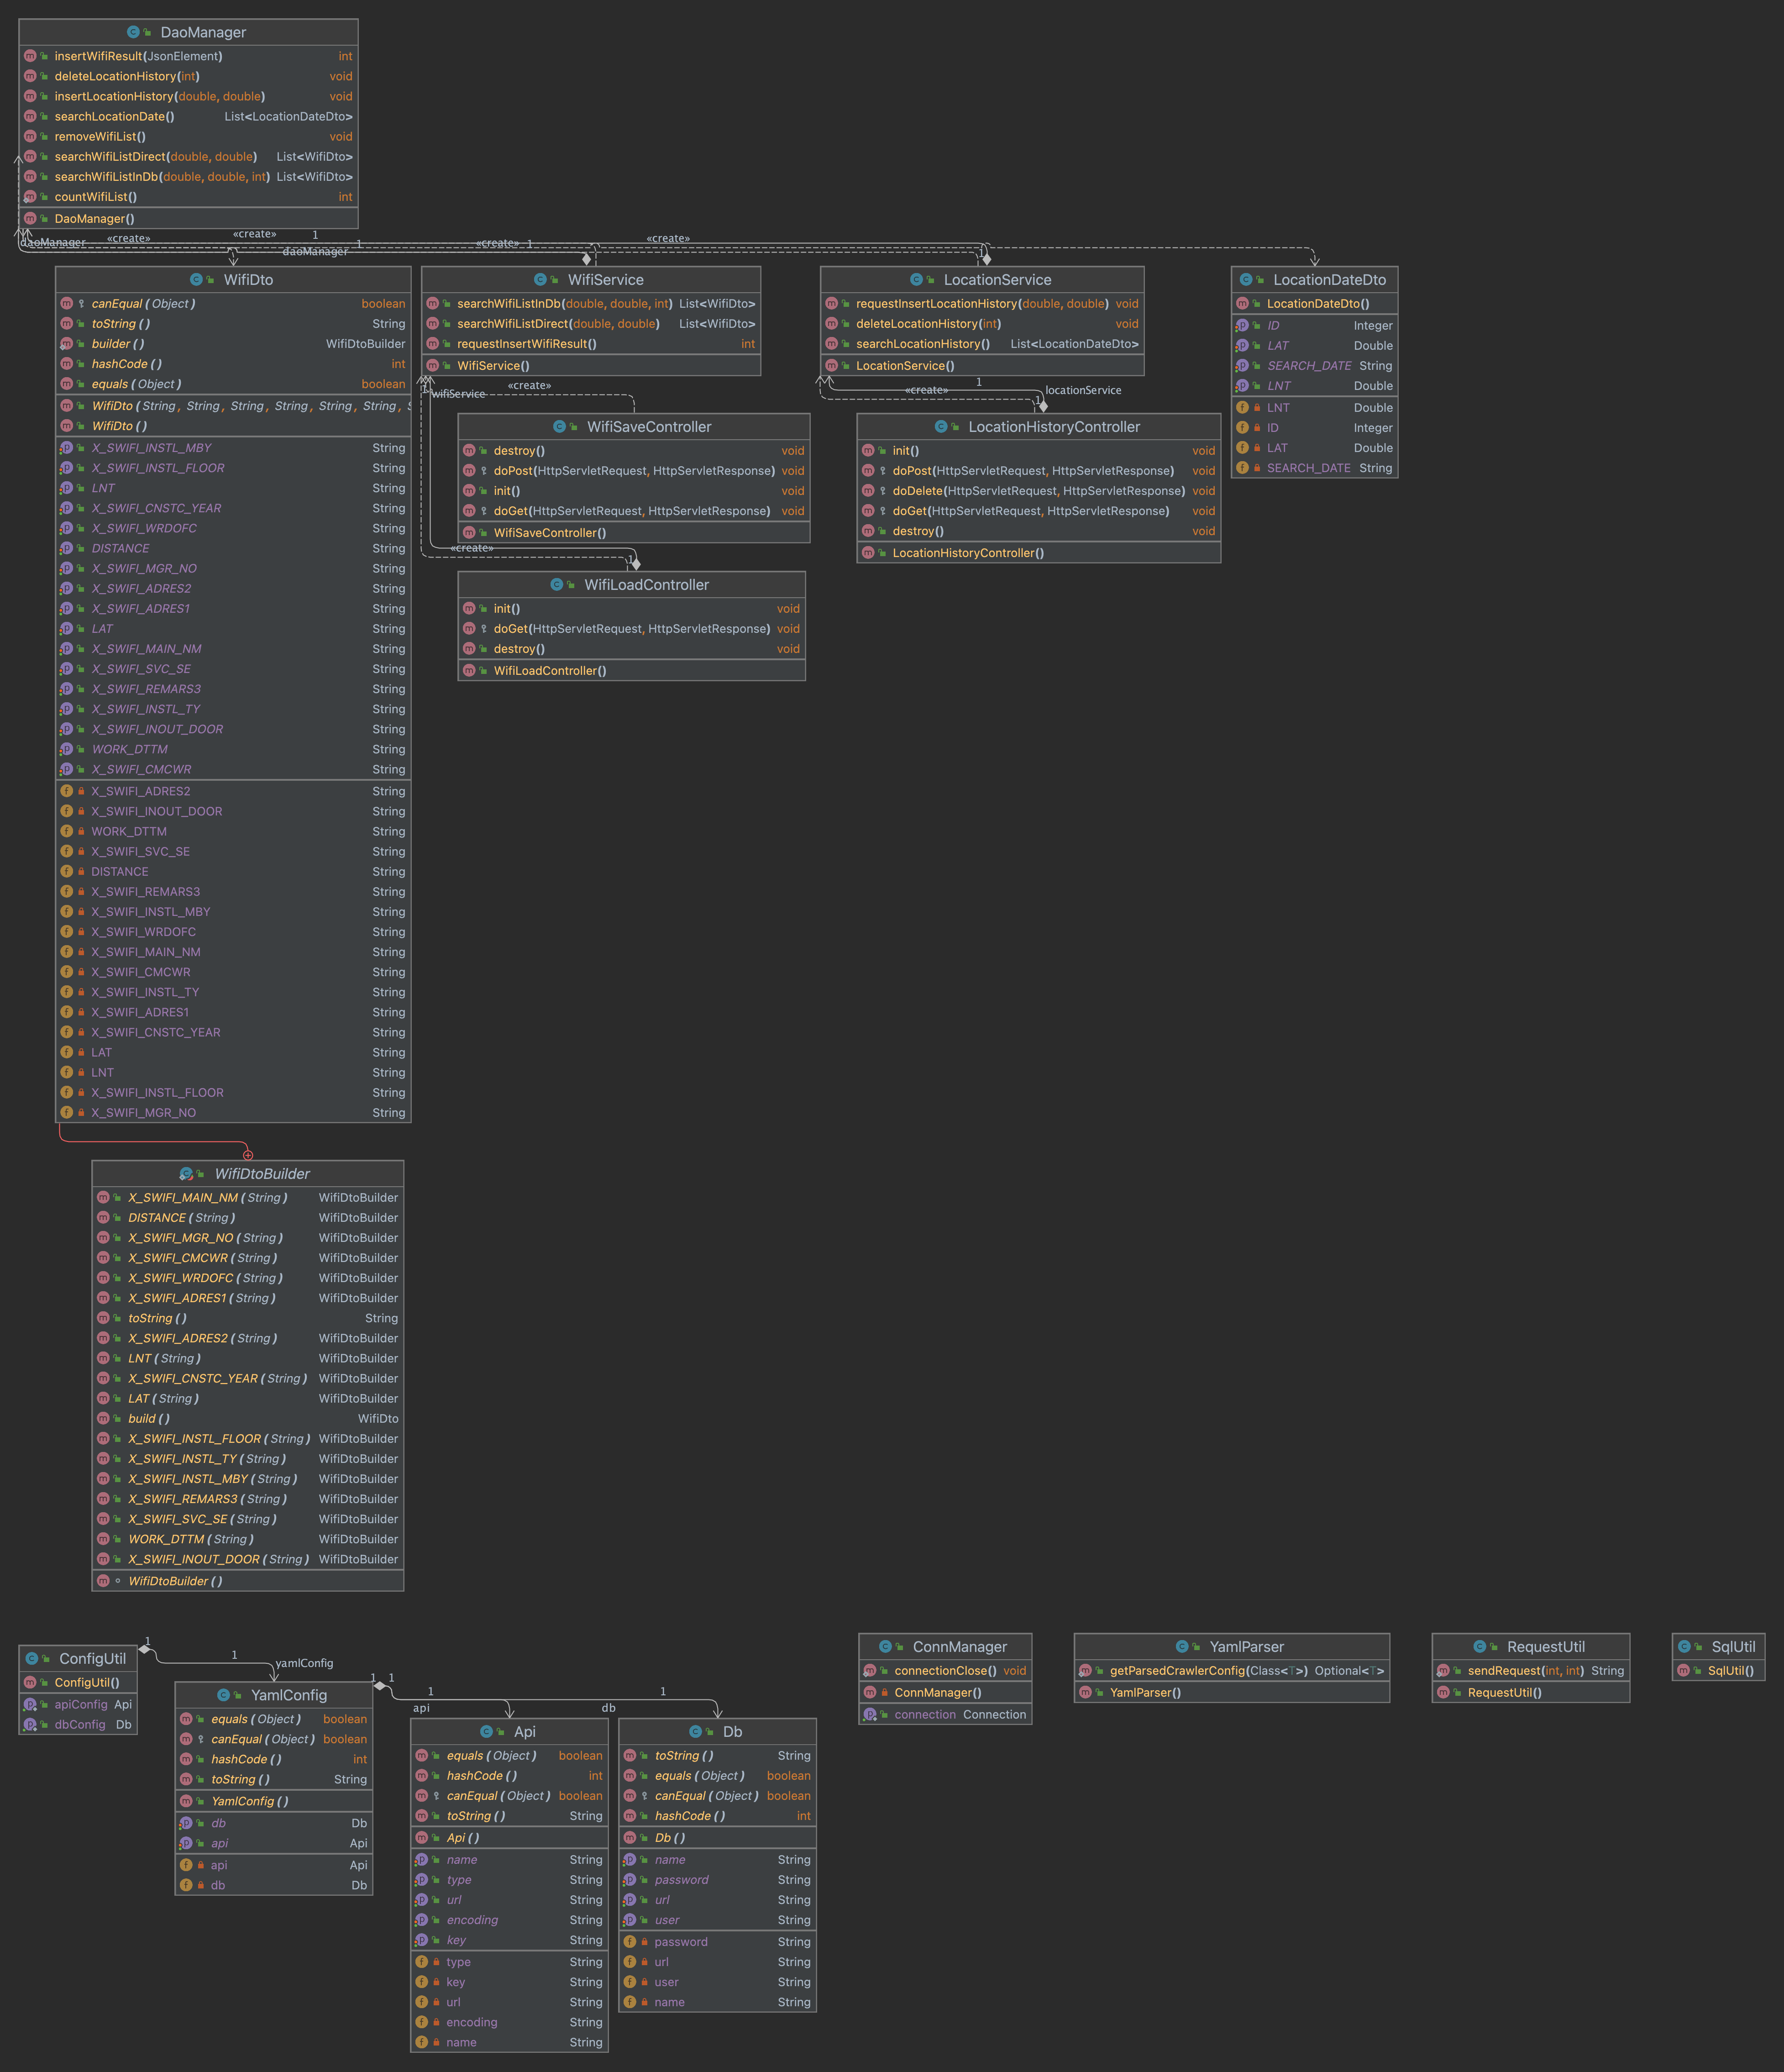 DaoManager
insertWifiResult(JsonElement) int
deleteLocationHistory(int) void
insertLocationHistory(double, double) void
searchLocationDate() List<LocationDateDto>
removeWifiList() void
searchWifiListDirect(double, double) List<WifiDto>
searchWifiListInDb(double, double, int) List<WifiDto>
countWifiList() int
DaoManager()
daoManager
«create»
«create»
1
1
daoManager
«create»
1
«create»
1
WifiDto
canEqual(Object) boolean
toString() String
builder() WifiDtoBuilder
hashCode() int
equals(Object) boolean
WifiDto(String, String, String, String, String, String, S
WifiDto()
X_SWIFI_INSTL_MBY String
X_SWIFI_INSTL_FLOOR String
LNT String
X_SWIFI_CNSTC_YEAR String
X_SWIFI_WRDOFC String
DISTANCE String
X_SWIFI_MGR_NO String
X_SWIFI_ADRES2 String
X_SWIFI_ADRES1 String
LAT String
X_SWIFI_MAIN_NM String
X_SWIFI_SVC_SE String
X_SWIFI_REMARS3 String
X_SWIFI_INSTL_TY String
X_SWIFI_INOUT_DOOR String
WORK_DTTM String
X_SWIFI_CMCWR String
X_SWIFI_ADRES2 String
X_SWIFI_INOUT_DOOR String
WORK_DTTM String
X_SWIFI_SVC_SE String
DISTANCE String
X_SWIFI_REMARS3 String
X_SWIFI_INSTL_MBY String
X_SWIFI_WRDOFC String
X_SWIFI_MAIN_NM String
X_SWIFI_CMCWR String
X_SWIFI_INSTL_TY String
X_SWIFI_ADRES1 String
X_SWIFI_CNSTC_YEAR String
LAT String
LNT String
X_SWIFI_INSTL_FLOOR String
X_SWIFI_MGR_NO String
WifiService
searchWifiListInDb(double, double, int) List<WifiDto>
searchWifiListDirect(double, double) List<WifiDto>
requestInsertWifiResult() int
WifiService()
«create»
1
wifiService
WifiSaveController
destroy() void
doPost(HttpServletRequest, HttpServletResponse) void
init() void
doGet(HttpServletRequest, HttpServletResponse) void
WifiSaveController()
«create»
1
WifiLoadController
init() void
doGet(HttpServletRequest, HttpServletResponse) void
destroy() void
WifiLoadController()
LocationService
requestInsertLocationHistory(double, double) void
deleteLocationHistory(int) void
searchLocationHistory() List<LocationDateDto>
LocationService()
1
«create»
locationService
1
LocationHistoryController
init() void
doPost(HttpServletRequest, HttpServletResponse) void
doDelete(HttpServletRequest, HttpServletResponse) void
doGet(HttpServletRequest, HttpServletResponse) void
destroy() void
LocationHistoryController()
LocationDateDto
LocationDateDto()
ID Integer
LAT Double
SEARCH_DATE String
LNT Double
LNT Double
ID Integer
LAT Double
SEARCH_DATE String
WifiDtoBuilder
X_SWIFI_MAIN_NM(String) WifiDtoBuilder
DISTANCE(String) WifiDtoBuilder
X_SWIFI_MGR_NO(String) WifiDtoBuilder
X_SWIFI_CMCWR(String) WifiDtoBuilder
X_SWIFI_WRDOFC(String) WifiDtoBuilder
X_SWIFI_ADRES1(String) WifiDtoBuilder
toString() String
X_SWIFI_ADRES2(String) WifiDtoBuilder
LNT(String) WifiDtoBuilder
X_SWIFI_CNSTC_YEAR(String) WifiDtoBuilder
LAT(String) WifiDtoBuilder
build() WifiDto
X_SWIFI_INSTL_FLOOR(String) WifiDtoBuilder
X_SWIFI_INSTL_TY(String) WifiDtoBuilder
X_SWIFI_INSTL_MBY(String) WifiDtoBuilder
X_SWIFI_REMARS3(String) WifiDtoBuilder
X_SWIFI_SVC_SE(String) WifiDtoBuilder
WORK_DTTM(String) WifiDtoBuilder
X_SWIFI_INOUT_DOOR(String) WifiDtoBuilder
WifiDtoBuilder()
ConfigUtil
ConfigUtil()
apiConfig Api
dbConfig Db
1
1
yamlConfig
YamlConfig
equals(Object) boolean
canEqual(Object) boolean
hashCode() int
toString() String
YamlConfig()
db Db
api Api
api Api
db Db
1 1
1
1
api
db
Api
equals(Object) boolean
hashCode() int
canEqual(Object) boolean
toString() String
Api()
name String
type String
url String
encoding String
key String
type String
key String
url String
encoding String
name String
Db
toString() String
equals(Object) boolean
canEqual(Object) boolean
hashCode() int
Db()
name String
password String
url String
user String
password String
url String
user String
name String
ConnManager
connectionClose() void
ConnManager()
connection Connection
YamlParser
getParsedCrawlerConfig(Class<T>) Optional<T>
YamlParser()
RequestUtil
sendRequest(int, int) String
RequestUtil()
SqlUtil
SqlUtil()